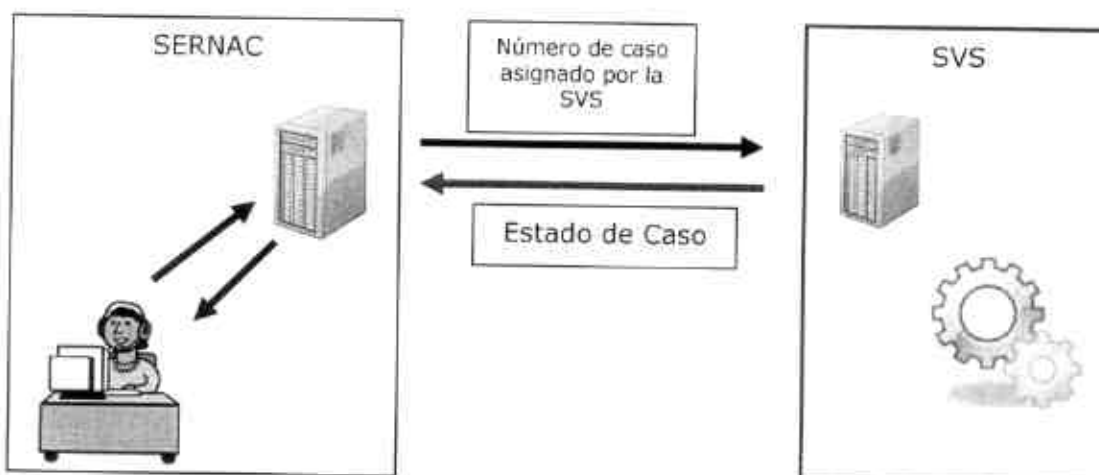 SERNAC
Número de caso
asignado por la
SVS
SVS
Estado de Caso